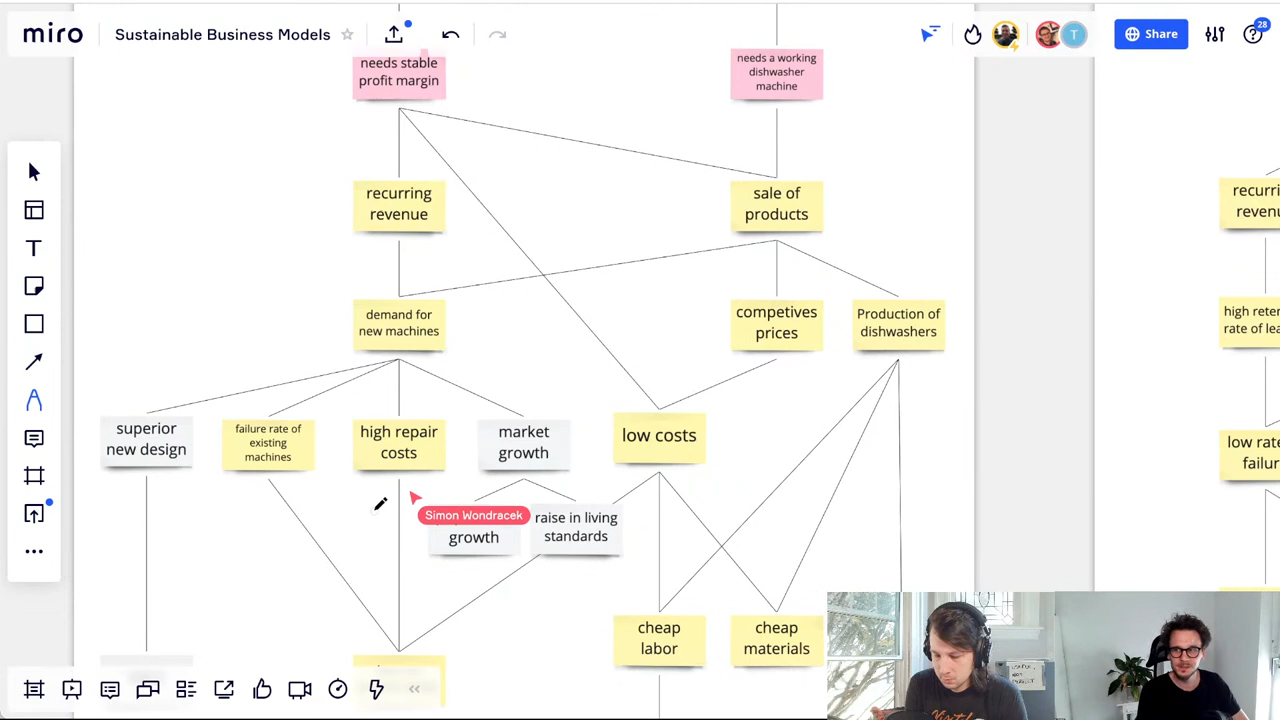 miro
Sustainable Business Models
Share
28
T
needs stable
profit margin
needs a working
dishwasher
machine
recurring
revenue
sale of
products
recurri
revenu
demand for
new machines
competives
prices
Production of
dishwashers
high reten
rate of lea
superior
new design
failure rate of
existing
machines
high repair
costs
market
growth
low costs
low rate
failur
Simon Wondracek
growth
raise in living
standards
cheap
labor
cheap
materials